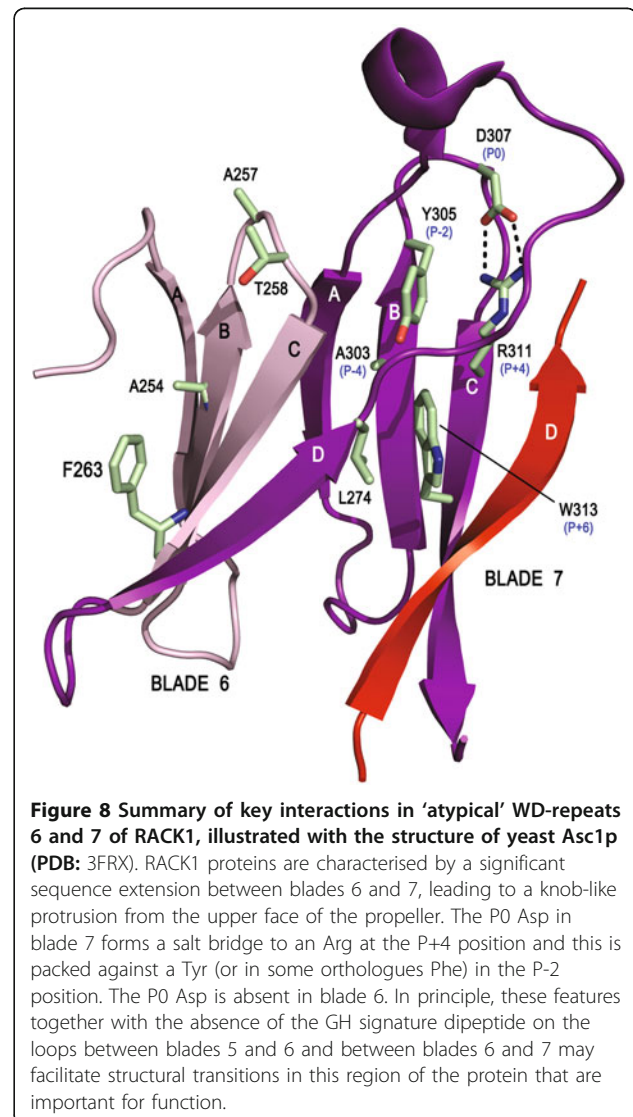 D307
(P0)
A257
Y305
(P-2)
T258
A
A
B
B
C
A303
(P-4)
R311
(P+4)
C
A254
D
D
F263
L274
W313
(P+6)
BLADE 7
BLADE 6
Figure 8 Summary of key interactions in ‘atypical’ WD-repeats
6 and 7 of RACK1, illustrated with the structure of yeast Asc1p
(PDB: 3FRX). RACK1 proteins are characterised by a significant
sequence extension between blades 6 and 7, leading to a knob-like
protrusion from the upper face of the propeller. The P0 Asp in
blade 7 forms a salt bridge to an Arg at the P+4 position and this is
packed against a Tyr (or in some orthologues Phe) in the P-2
position. The P0 Asp is absent in blade 6. In principle, these features
together with the absence of the GH signature dipeptide on the
loops between blades 5 and 6 and between blades 6 and 7 may
facilitate structural transitions in this region of the protein that are
important for function.